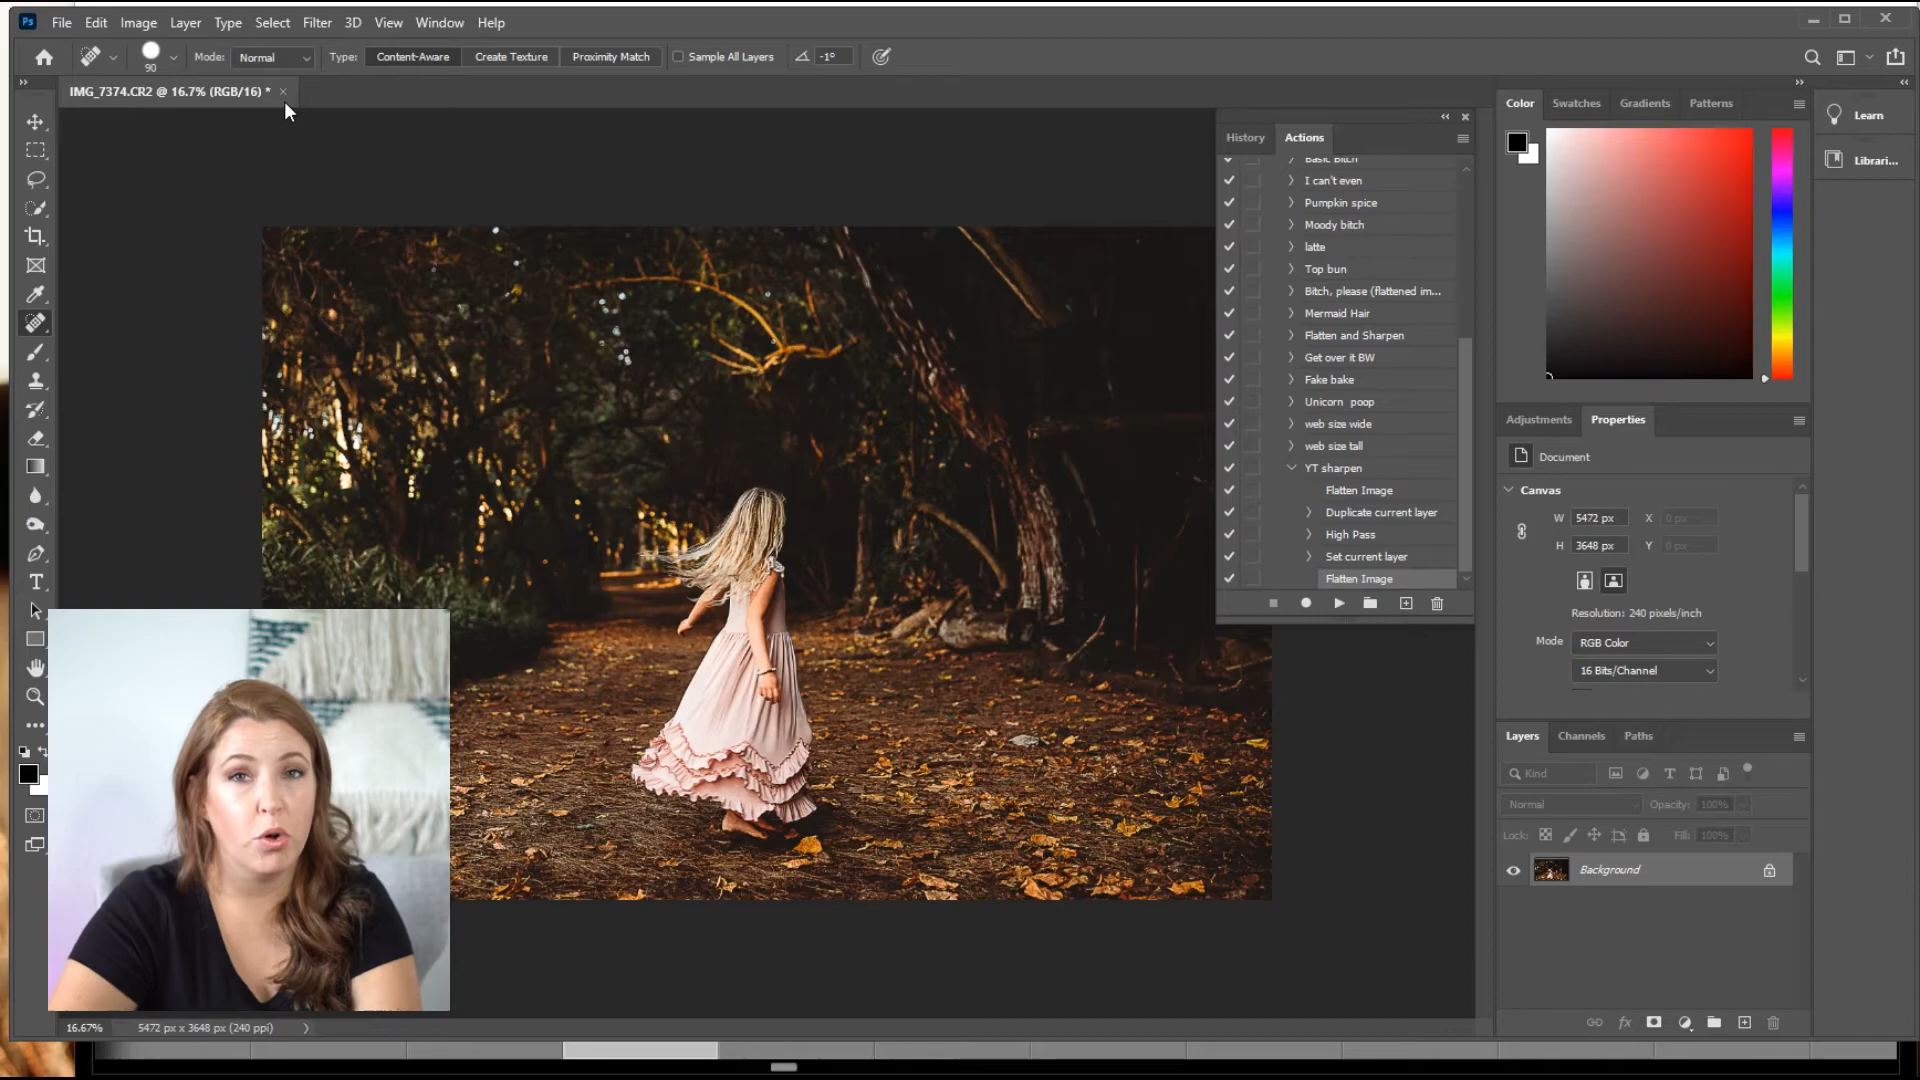 Ps File Edit Image Layer Type Select Filter 3D View Window Help
90 Mode: Normal Type: Content-Aware Create Texture Proximity Match Sample All Layers -1°
IMG_7374.CR2 @ 16.7% (RGB/16) *
History Actions
Basic Bitch
I can't even
Pumpkin spice
Moody bitch
latte
Top bun
Bitch, please (flattened im...
Mermaid Hair
Flatten and Sharpen
Get over it BW
Fake bake
Unicorn poop
web size wide
web size tall
YT sharpen
Flatten Image
Duplicate current layer
High Pass
Set current layer
Flatten Image
Color Swatches Gradients Patterns
Learn
Librari...
Adjustments Properties
Document
Canvas
W 5472 px X 0 px
H 3648 px Y 0 px
Resolution: 240 pixels/inch
Mode RGB Color
16 Bits/Channel
Layers Channels Paths
Kind
Normal Opacity: 100%
Lock: Fill: 100%
Background
fx
16.67% 5472 px x 3648 px (240 ppi)